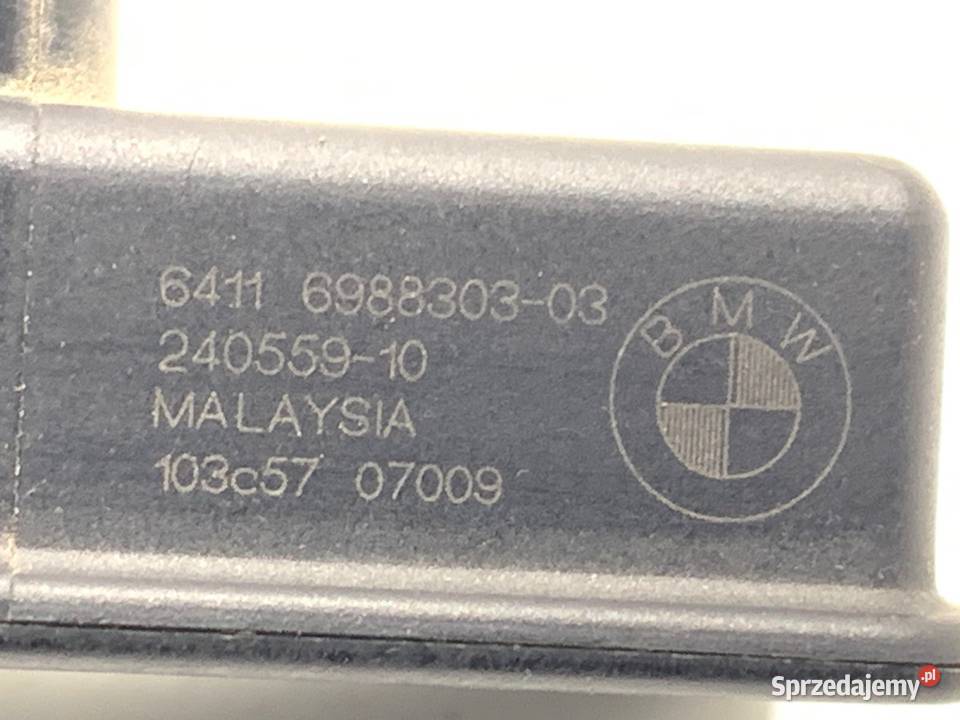 6411 6988303-03
240559-10
MALAYSIA
103c57 07009
BMW
Sprzedajemy.pl